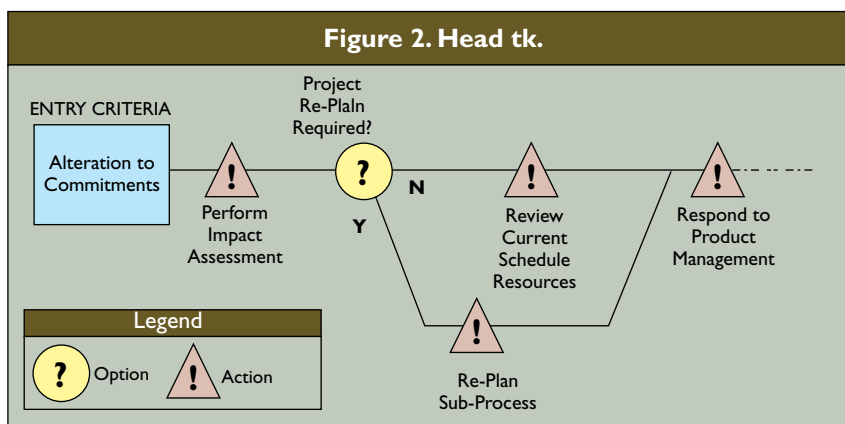 Figure 2. Head tk.
ENTRY CRITERIA
Alteration to
Commitments
!
Perform
Impact
Assessment
Project
Re-Plaln
Required?
?
N
Y
!
Review
Current
Schedule
Resources
!
Respond to
Product
Management
!
Re-Plan
Sub-Process
Legend
? Option
! Action